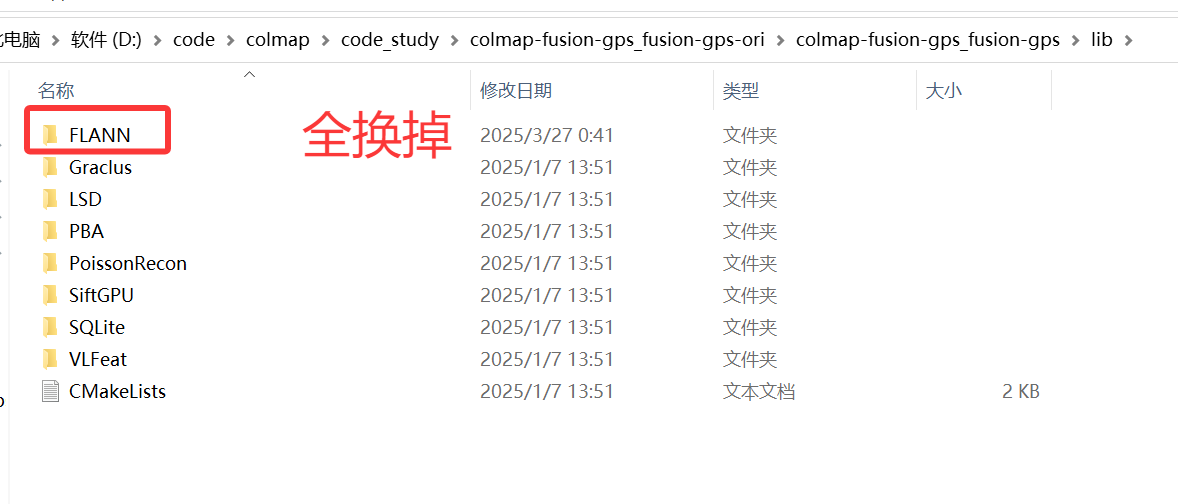 电脑 > 软件 (D:) > code > colmap > code_study > colmap-fusion-gps_fusion-gps-ori > colmap-fusion-gps_fusion-gps > lib >
名称 修改日期 类型 大小
FLANN 2025/3/27 0:41 文件夹
全换掉
Graclus 2025/1/7 13:51 文件夹
LSD 2025/1/7 13:51 文件夹
PBA 2025/1/7 13:51 文件夹
PoissonRecon 2025/1/7 13:51 文件夹
SiftGPU 2025/1/7 13:51 文件夹
SQLite 2025/1/7 13:51 文件夹
VLFeat 2025/1/7 13:51 文件夹
CMakeLists 2025/1/7 13:51 文本文档 2 KB